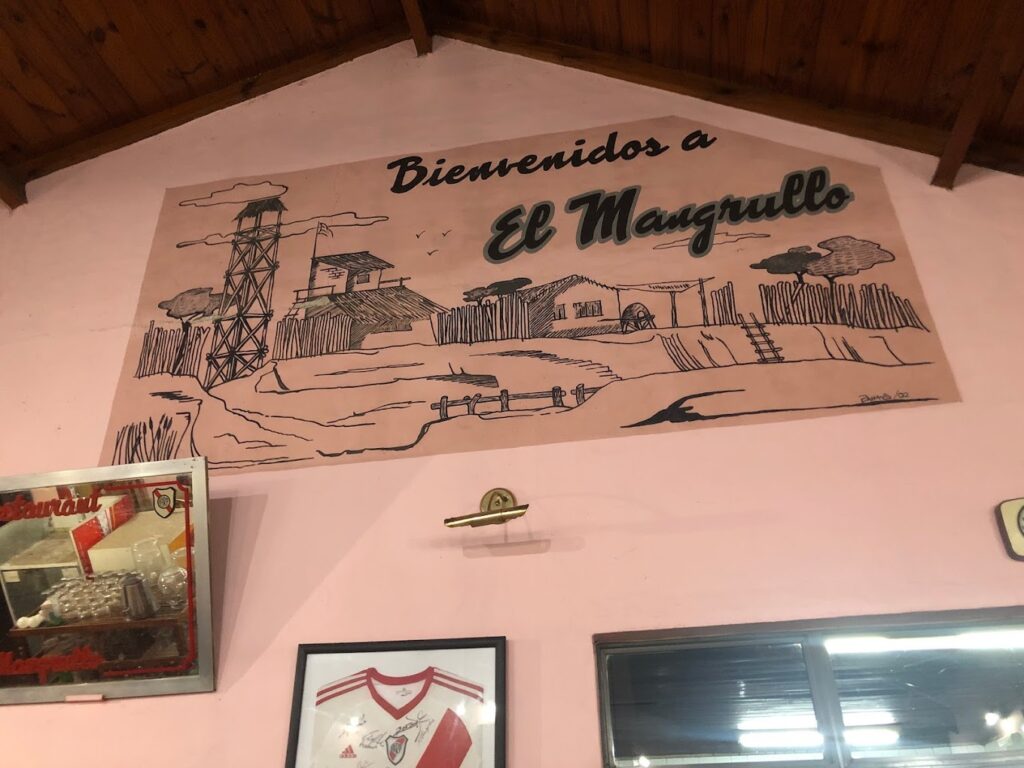 Bienvenidos a
El Mangrullo